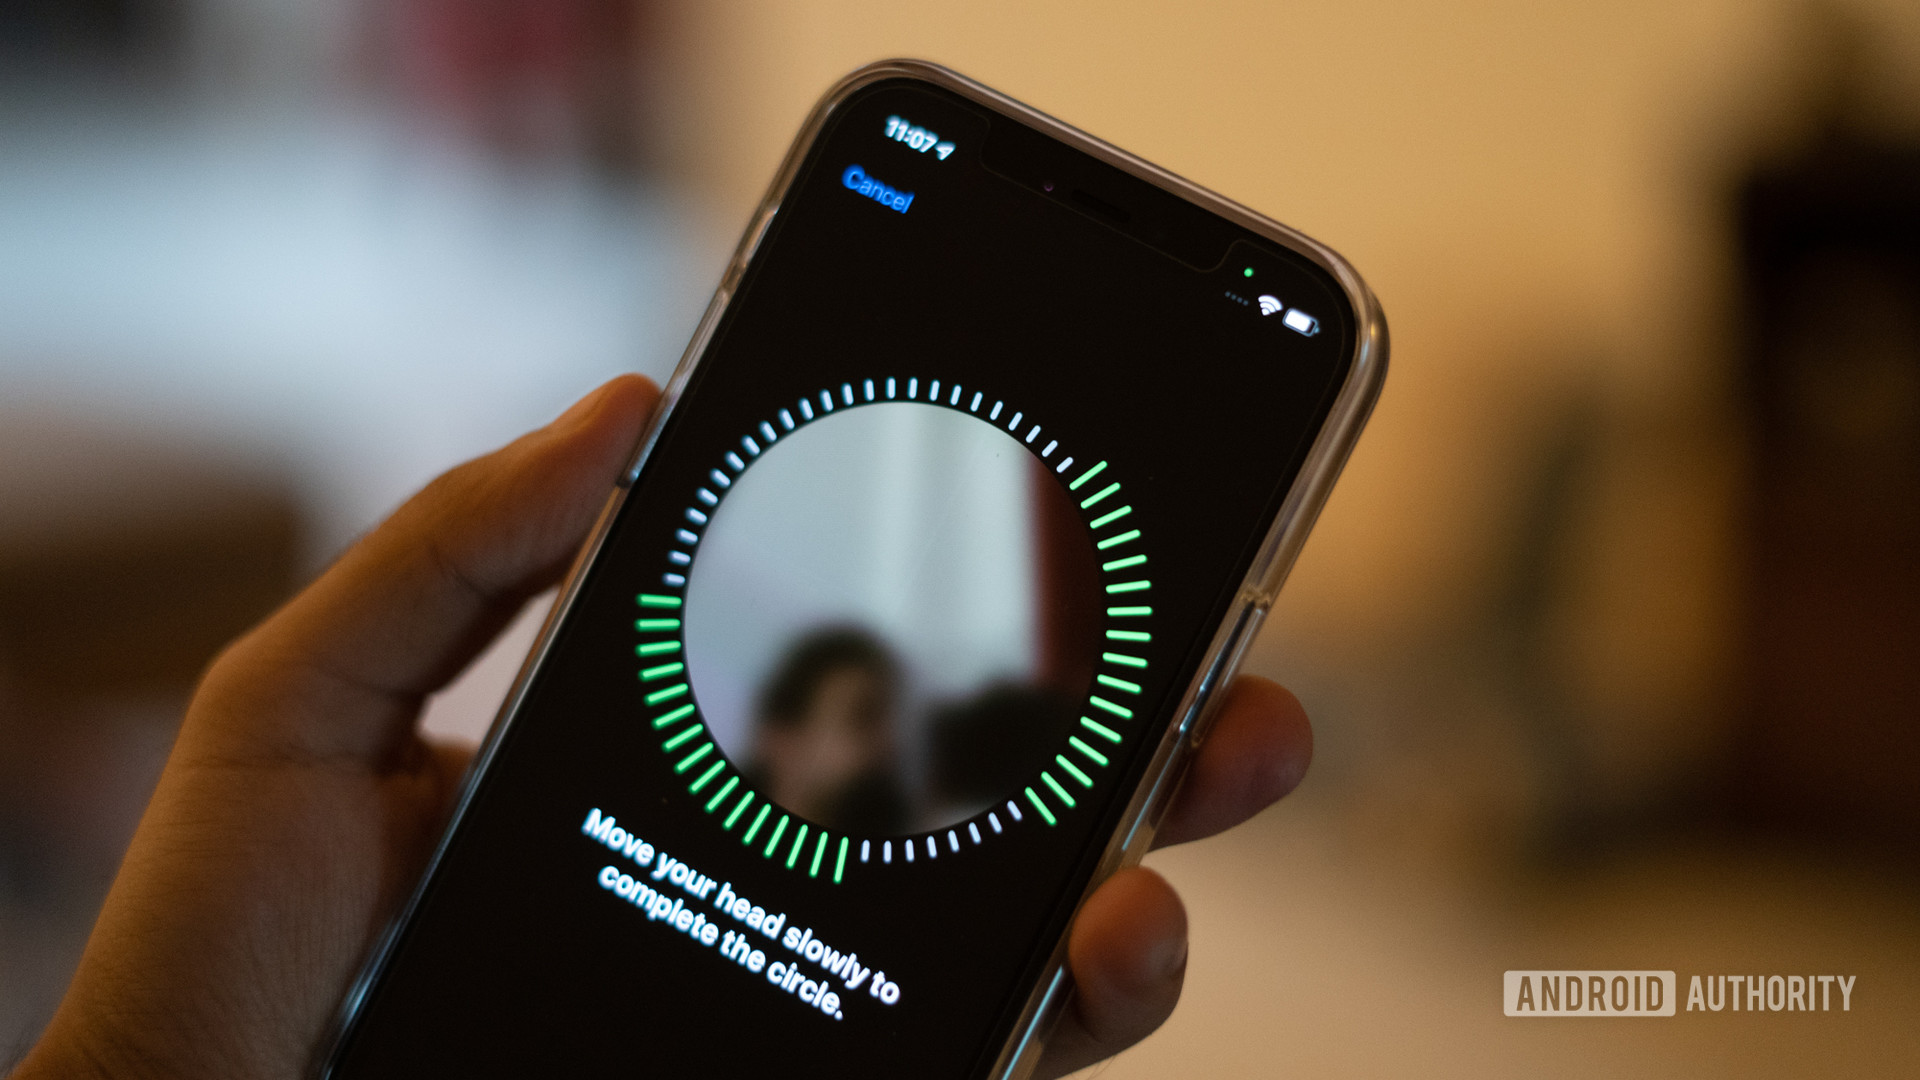 11:07
Cancel
Move your head slowly to
complete the circle.
ANDROID AUTHORITY